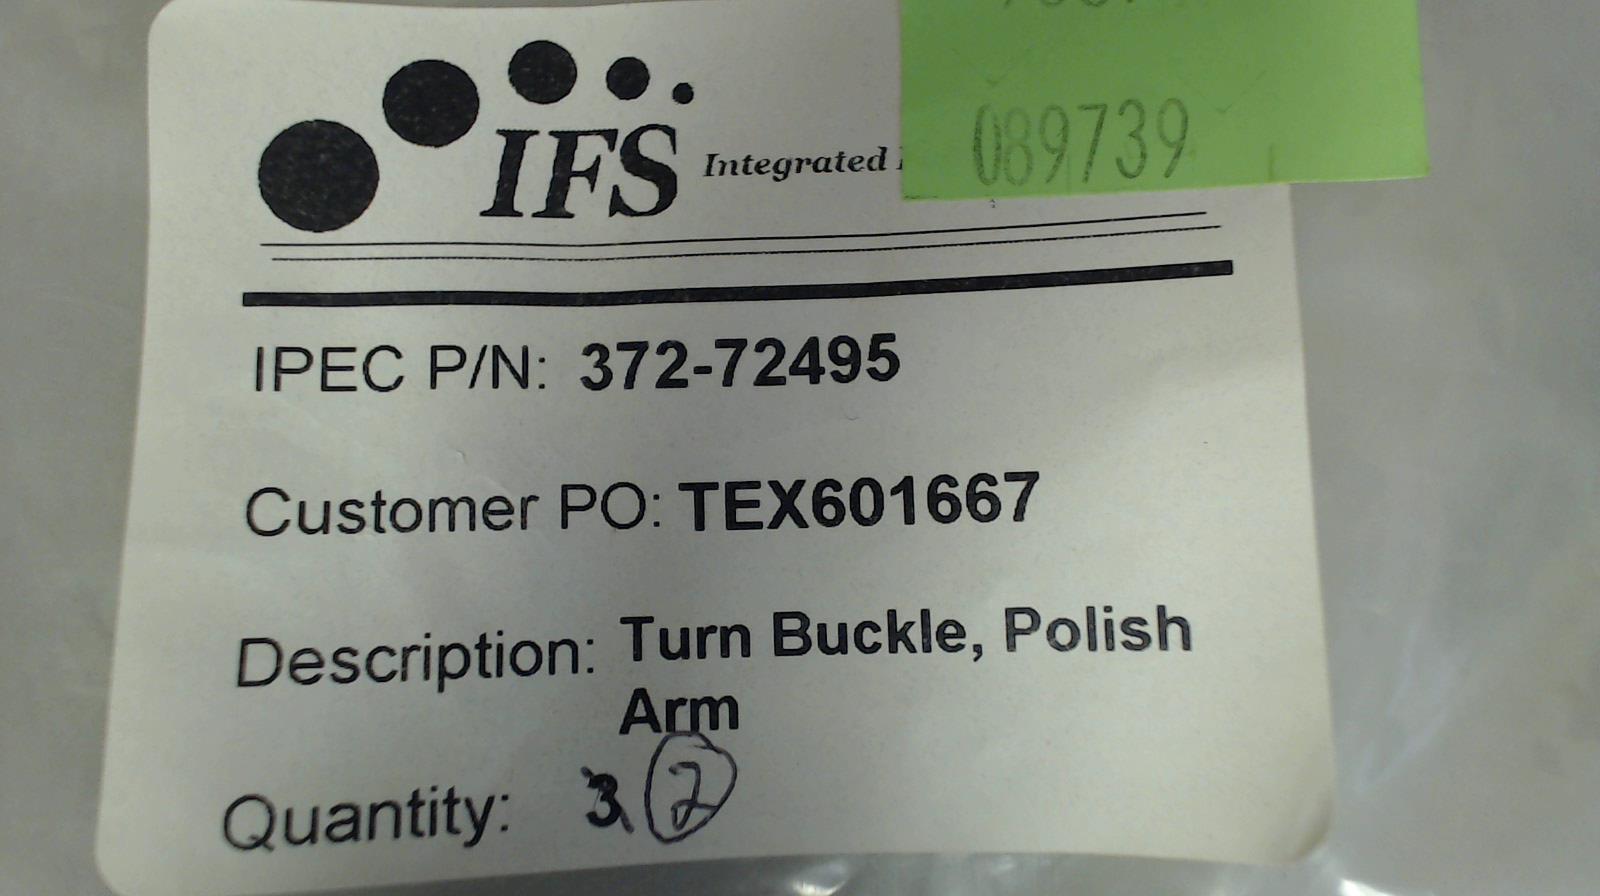 089739
IFS Integrated
IPEC P/N: 372-72495
Customer PO: TEX601667
Description: Turn Buckle, Polish
Arm
Quantity: 3 2